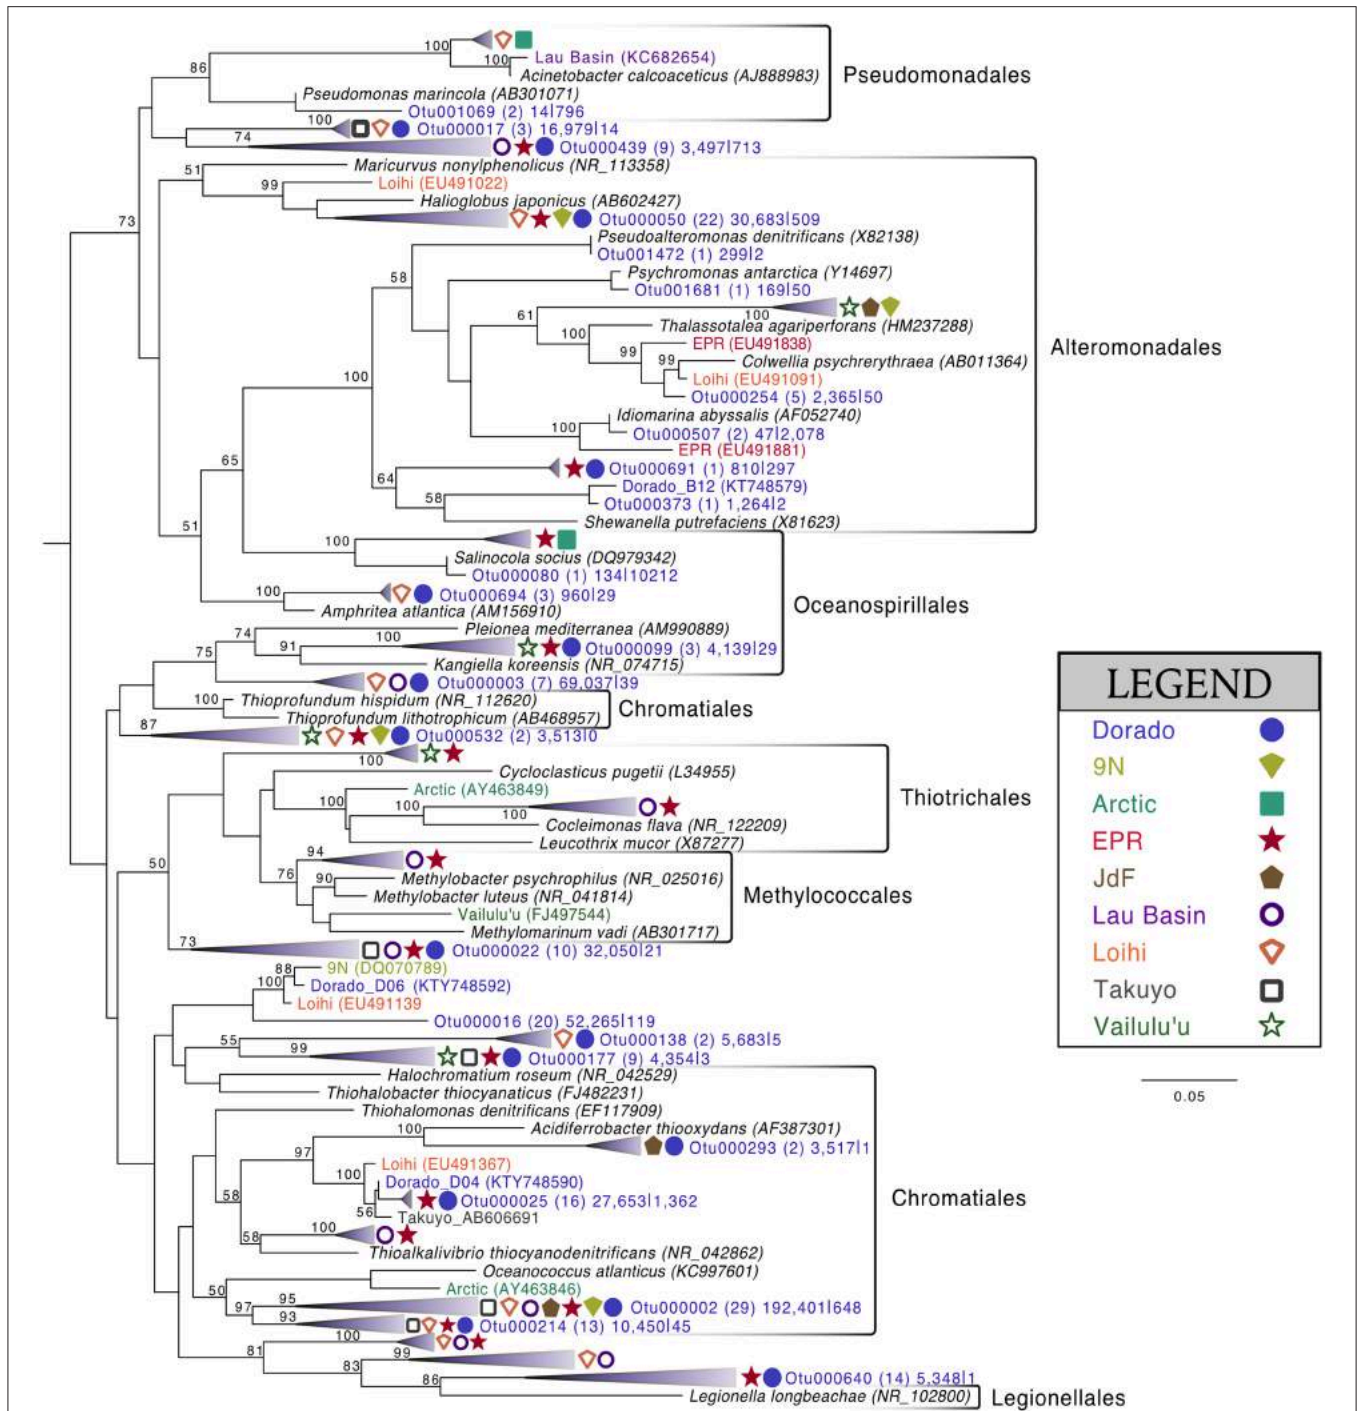 100
100
Lau Basin (KC682654)
Acinetobacter calcoaceticus (AJ888983)
Pseudomonadales
86
Pseudomonas marincola (AB301071)
Otu001069 (2) 14|796
100
Otu000017 (3) 16,979|14
74
Otu000439 (9) 3,497|713
51
Maricurvus nonylphenolicus (NR_113358)
99
Loihi (EU491022)
Halioglobus japonicus (AB602427)
73
Otu000050 (22) 30,683|509
Pseudoalteromonas denitrificans (X82138)
Otu001472 (1) 299|2
58
Psychromonas antarctica (Y14697)
Otu001681 (1) 169|50
100
61
Thalassotalea agariperforans (HM237288)
100
EPR (EU491838)
Alteromonadales
99
99
Colwellia psychrerythraea (AB011364)
Loihi (EU491091)
100
Otu000254 (5) 2,365|50
Idiomarina abyssalis (AF052740)
100
Otu000507 (2) 47|2,078
EPR (EU491881)
65
Otu000691 (1) 810|297
64
Dorado_B12 (KT748579)
58
Otu000373 (1) 1,264|2
Shewanella putrefaciens (X81623)
51
100
Salinocola socius (DQ979342)
Otu000080 (1) 134|10212
100
Otu000694 (3) 960|29
Oceanospirillales
Amphritea atlantica (AM156910)
74
Pleionea mediterranea (AM990889)
100
91
Otu000099 (3) 4,139|29
75
Kangiella koreensis (NR_074715)
Otu000003 (7) 69,037|39
100
Thioprofundum hispidum (NR_112620)
Chromatiales
Thioprofundum lithotrophicum (AB468957)
87
Otu000532 (2) 3,513|0
100
Cycloclasticus pugetii (L34955)
Arctic (AY463849)
Thiotrichales
100
100
100
Cocleimonas flava (NR_122209)
Leucothrix mucor (X87277)
50
94
76
90
Methylobacter psychrophilus (NR_025016)
Methylobacter luteus (NR_041814)
Methylococcales
Vailulu'u (FJ497544)
Methylomarinum vadi (AB301717)
73
Otu000022 (10) 32,050|21
88
9N (DQ070789)
100
Dorado_D06 (KTY748592)
Loihi (EU491139
Otu000016 (20) 52,265|119
55
Otu000138 (2) 5,683|5
99
Otu000177 (9) 4,354|3
Halochromatium roseum (NR_042529)
Thiohalobacter thiocyanaticus (FJ482231)
Thiohalomonas denitrificans (EF117909)
100
Acidiferrobacter thiooxydans (AF387301)
Otu000293 (2) 3,517|1
97
Loihi (EU491367)
100
Dorado_D04 (KTY748590)
Chromatiales
58
Otu000025 (16) 27,653|1,362
56
Takuyo_AB606691
100
58
Thioalkalivibrio thiocyanodenitrificans (NR_042862)
Oceanococcus atlanticus (KC997601)
50
Arctic (AY463846)
95
97
Otu000002 (29) 192,401|648
93
Otu000214 (13) 10,450|45
100
81
99
83
86
Otu000640 (14) 5,348|1
Legionella longbeachae (NR_102800)
Legionellales
LEGEND
Dorado
9N
Arctic
EPR
JdF
Lau Basin
Loihi
Takuyo
Vailulu'u
0.05